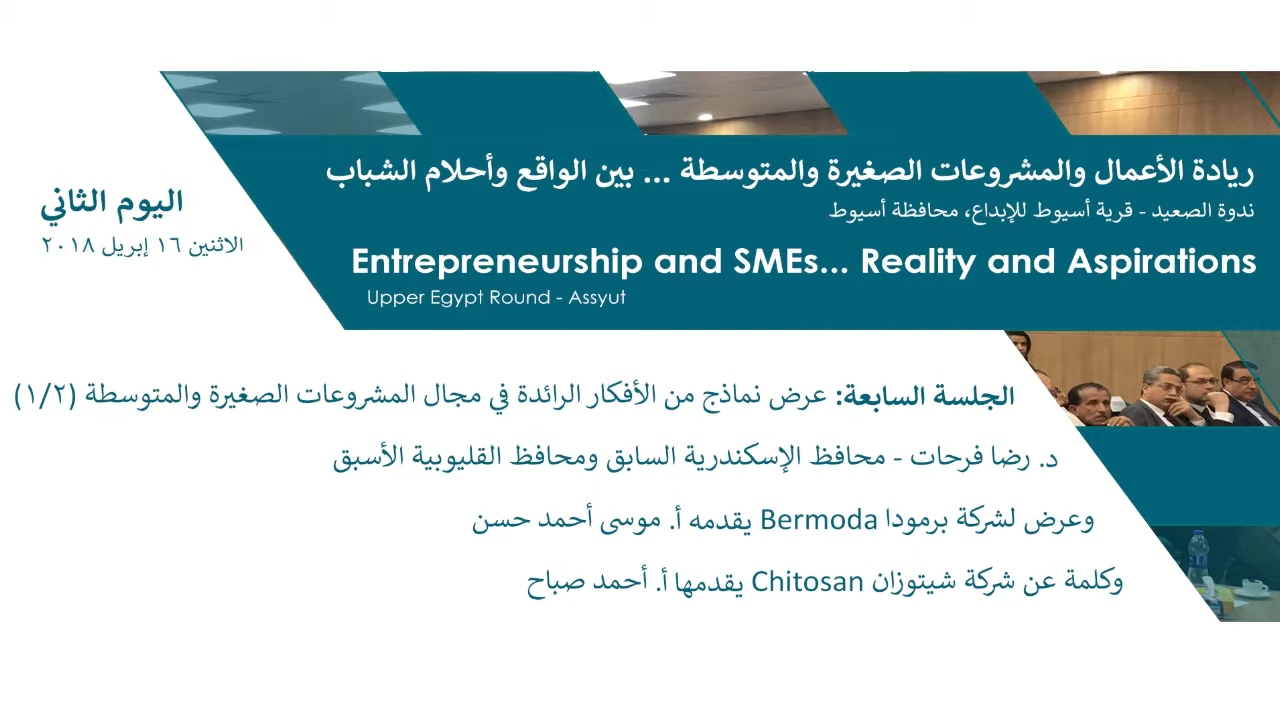 ريادة الأعمال والمشروعات الصغيرة والمتوسطة ... بين الواقع وأحلام الشباب
ندوة الصعيد - قرية أسيوط للإبداع، محافظة أسيوط
Entrepreneurship and SMEs... Reality and Aspirations
Upper Egypt Round - Assyut
اليوم الثاني
الاثنين ١٦ إبريل ٢٠١٨
الجلسة السابعة: عرض نماذج من الأفكار الرائدة في مجال المشروعات الصغيرة والمتوسطة (١/٢)
د. رضا فرحات - محافظ الإسكندرية السابق ومحافظ القليوبية الأسبق
وعرض لشركة برمودا Bermoda يقدمه أ. موسى أحمد حسن
وكلمة عن شركة شيتوزان Chitosan يقدمها أ. أحمد صباح